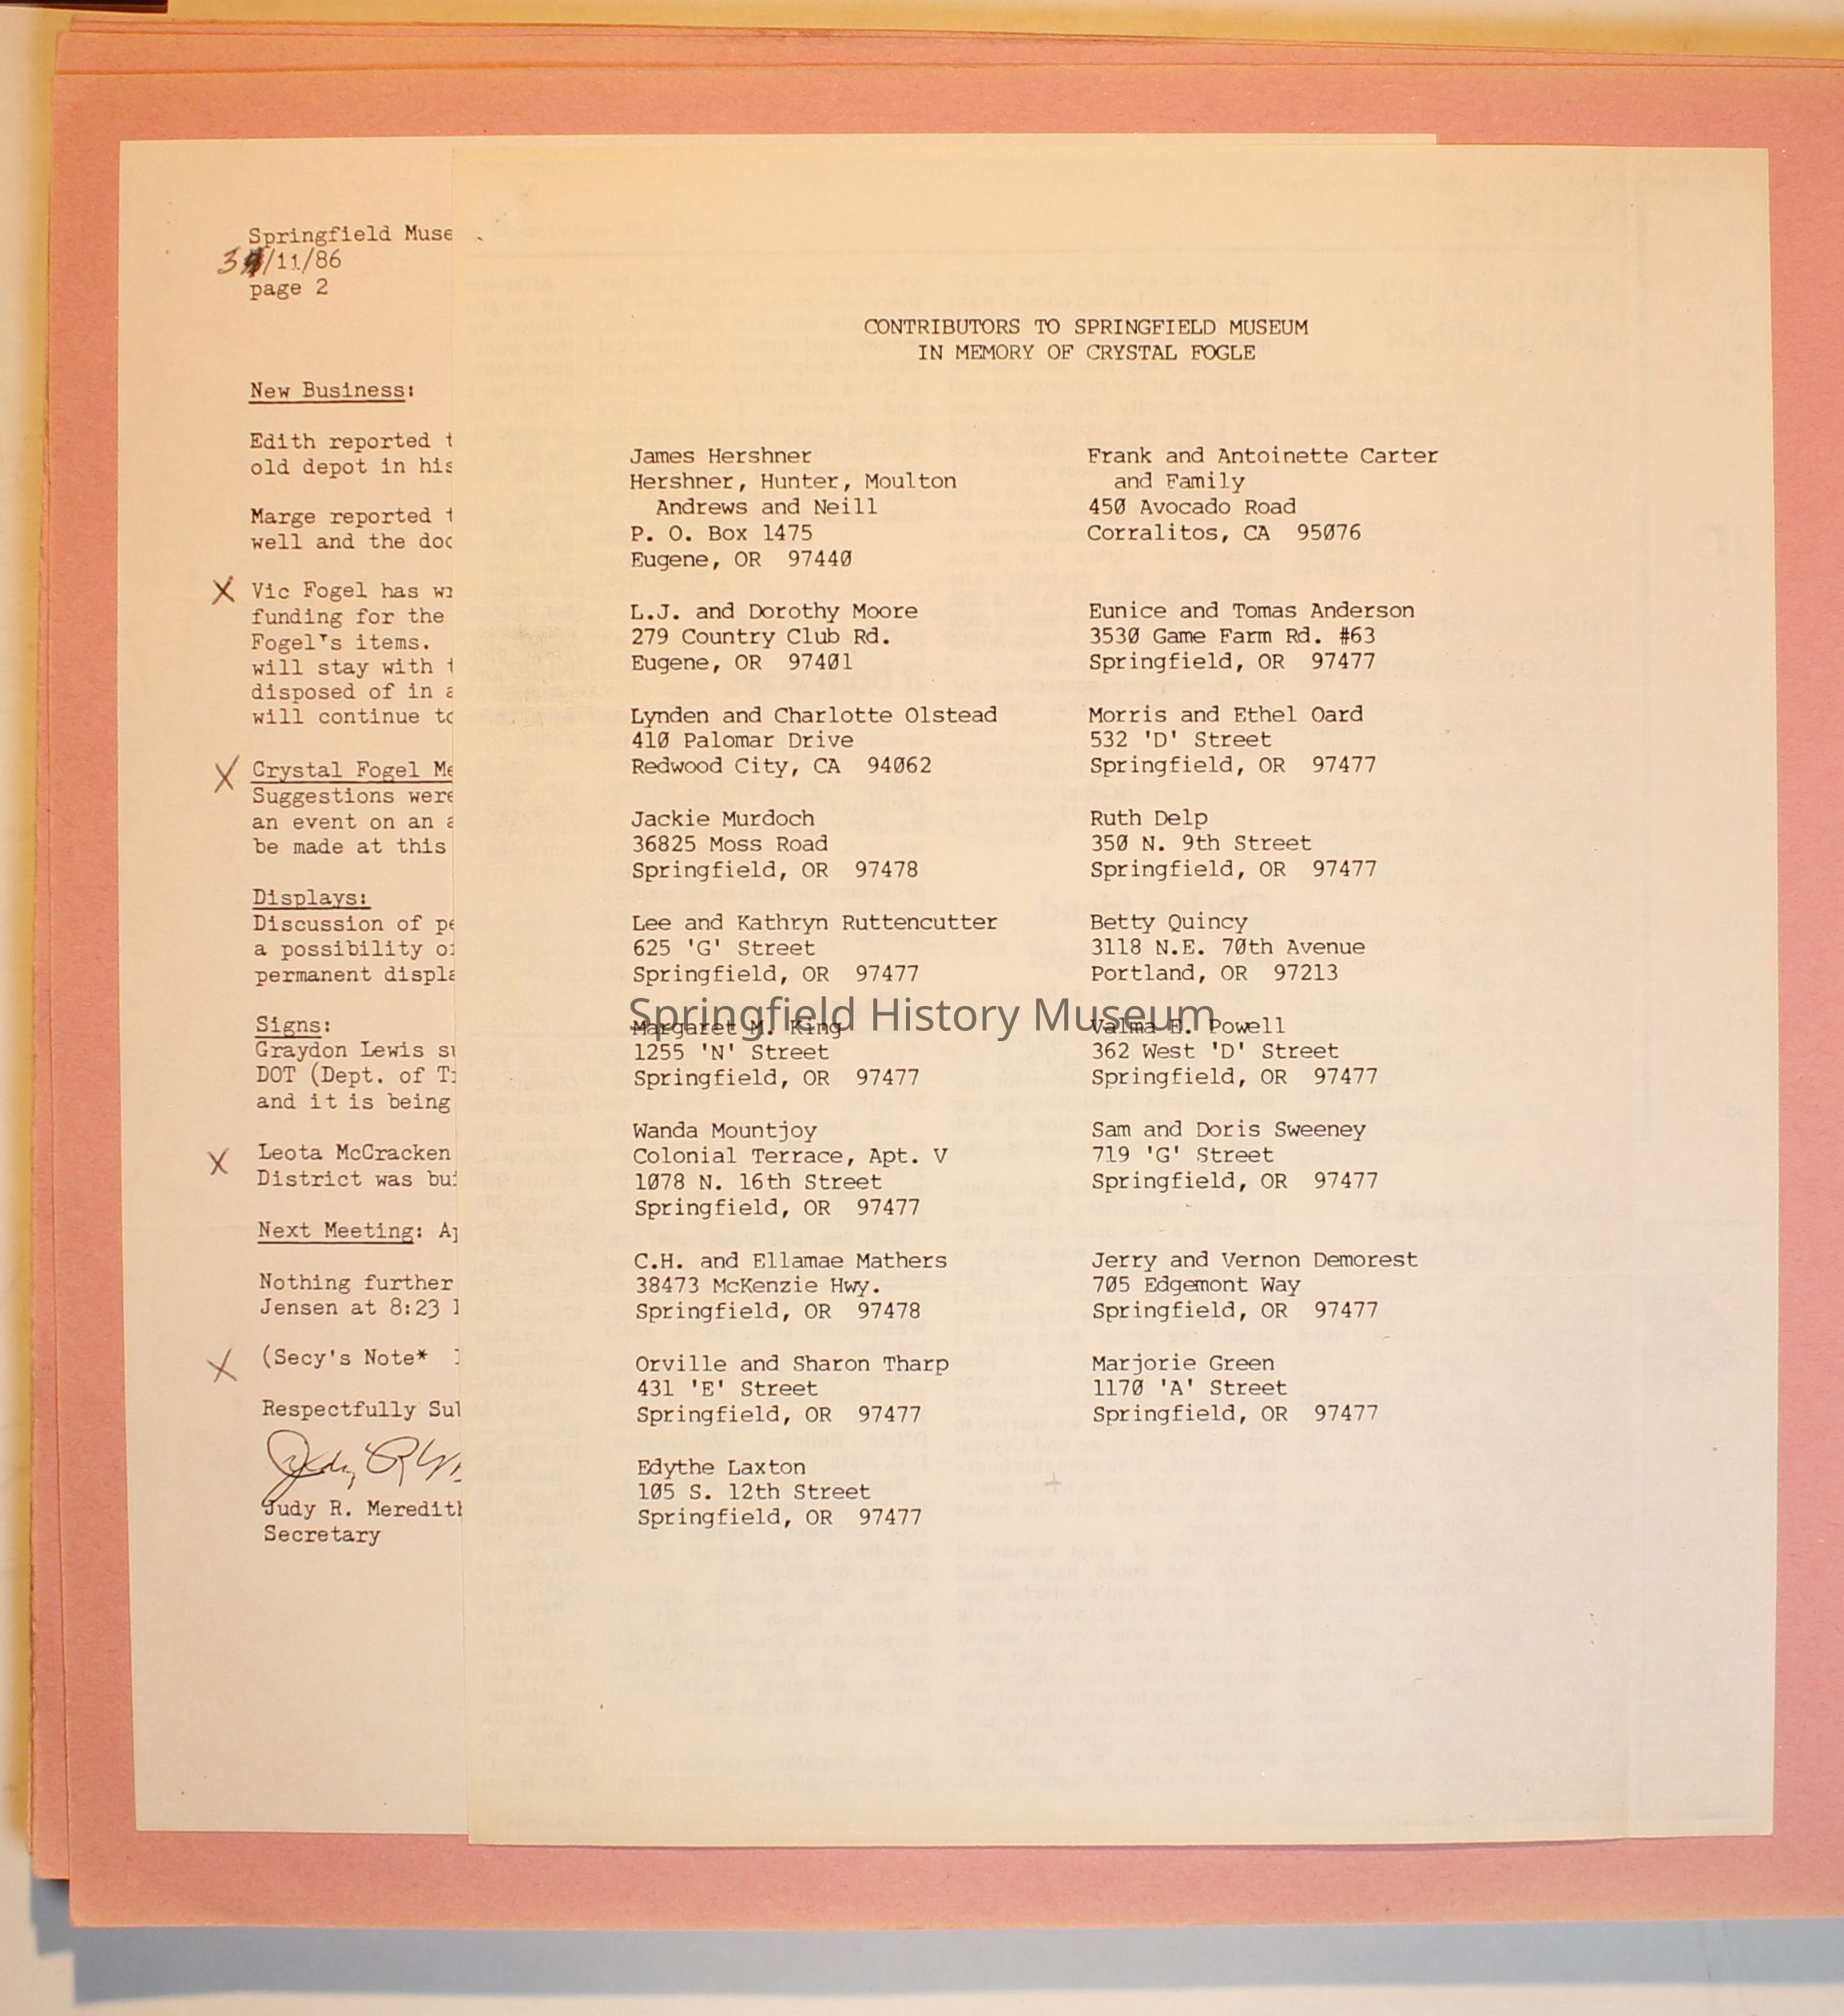 Springfield Muse
3/11/86
page 2
New Business:
Edith reported
old depot in his
Marge reported
well and the doc
X Vic Fogel has
funding for the
Fogel's items.
will stay with
disposed of in
will continue to
X Crystal Fogel Me
Suggestions were
an event on an
be made at this
Displays:
Discussion of pe
a possibility of
permanent displa
Signs:
Graydon Lewis su
DOT (Dept. of
and it is being
X Leota McCracken
District was
Next Meeting:
Nothing further
Jensen at 8:23
X (Secy's Note*
Respectfully
Judy R. Meredith
Secretary
CONTRIBUTORS TO SPRINGFIELD MUSEUM
IN MEMORY OF CRYSTAL FOGLE
James Hershner
Hershner, Hunter, Moulton
Andrews and Neill
P. O. Box 1475
Eugene, OR 97440
L.J. and Dorothy Moore
279 Country Club Rd.
Eugene, OR 97401
Lynden and Charlotte Olstead
410 Palomar Drive
Redwood City, CA 94062
Jackie Murdoch
36825 Moss Road
Springfield, OR 97478
Lee and Kathryn Ruttencutter
625 'G' Street
Springfield, OR 97477
Margaret M. King
1255 'N' Street
Springfield, OR 97477
Wanda Mountjoy
Colonial Terrace, Apt. V
1078 N. 16th Street
Springfield, OR 97477
C.H. and Ellamae Mathers
38473 McKenzie Hwy.
Springfield, OR 97478
Orville and Sharon Tharp
431 'E' Street
Springfield, OR 97477
Edythe Laxton
105 S. 12th Street
Springfield, OR 97477
Frank and Antoinette Carter
and Family
450 Avocado Road
Corralitos, CA 95076
Eunice and Tomas Anderson
3530 Game Farm Rd. #63
Springfield, OR 97477
Morris and Ethel Oard
532 'D' Street
Springfield, OR 97477
Ruth Delp
350 N. 9th Street
Springfield, OR 97477
Betty Quincy
3118 N.E. 70th Avenue
Portland, OR 97213
Valma E. Powell
362 West 'D' Street
Springfield, OR 97477
Sam and Doris Sweeney
719 'G' Street
Springfield, OR 97477
Jerry and Vernon Demorest
705 Edgemont Way
Springfield, OR 97477
Marjorie Green
1170 'A' Street
Springfield, OR 97477
Springfield History Museum